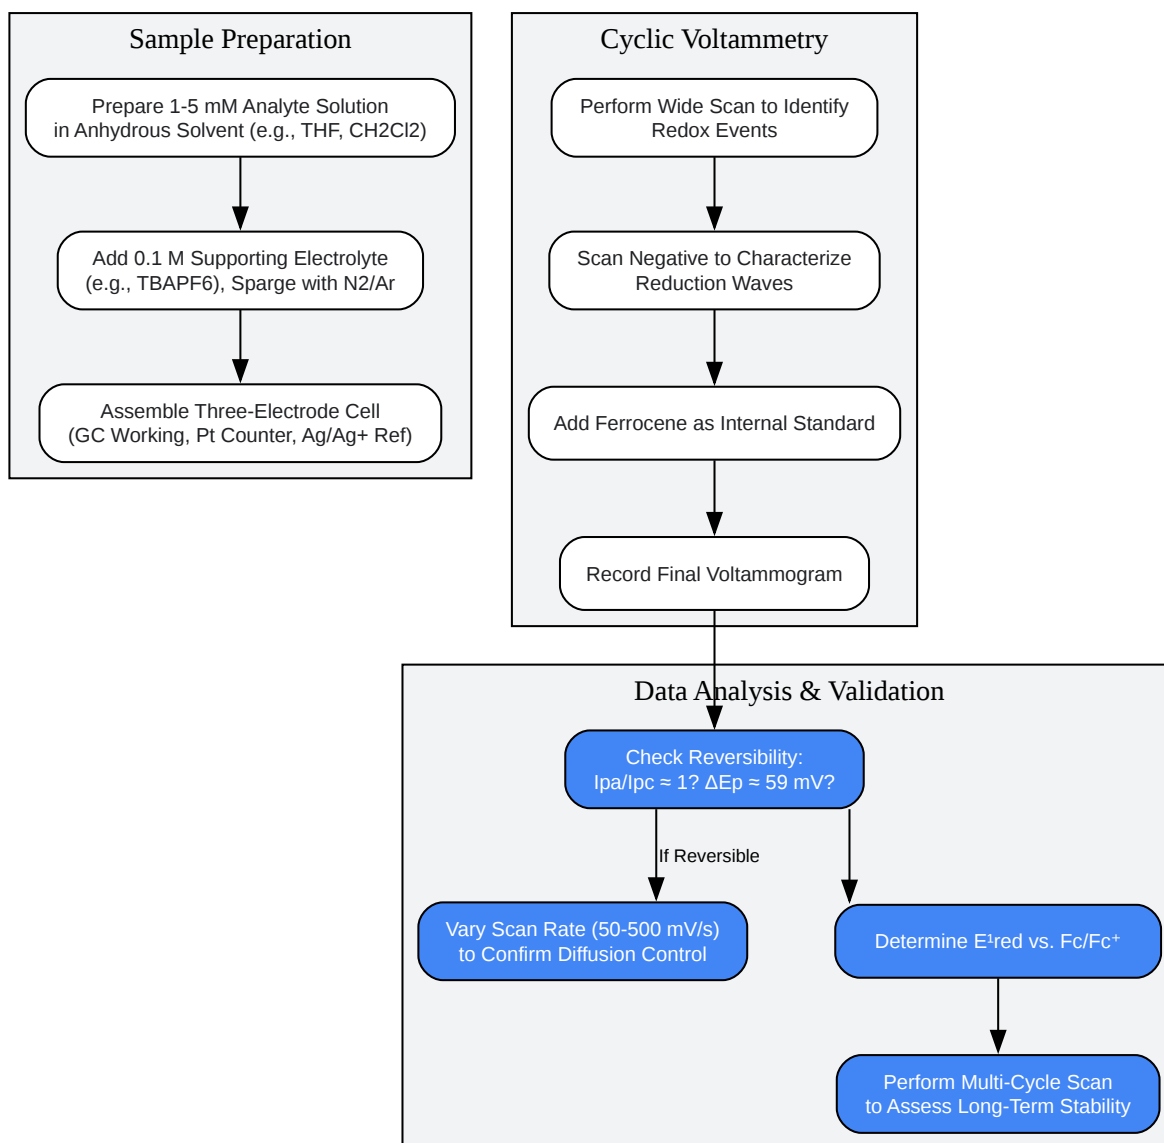 Sample Preparation
Prepare 1-5 mM Analyte Solution
in Anhydrous Solvent (e.g., THF, CH2Cl2)
Add 0.1 M Supporting Electrolyte
(e.g., TBAPF6), Sparge with N2/Ar
Assemble Three-Electrode Cell
(GC Working, Pt Counter, Ag/Ag+ Ref)
Cyclic Voltammetry
Perform Wide Scan to Identify
Redox Events
Scan Negative to Characterize
Reduction Waves
Add Ferrocene as Internal Standard
Record Final Voltammogram
Data Analysis & Validation
Check Reversibility:
Ipa/Ipc ≈ 1? ΔEp ≈ 59 mV?
If Reversible
Vary Scan Rate (50-500 mV/s)
to Confirm Diffusion Control
Determine E¹red vs. Fc/Fc⁺
Perform Multi-Cycle Scan
to Assess Long-Term Stability